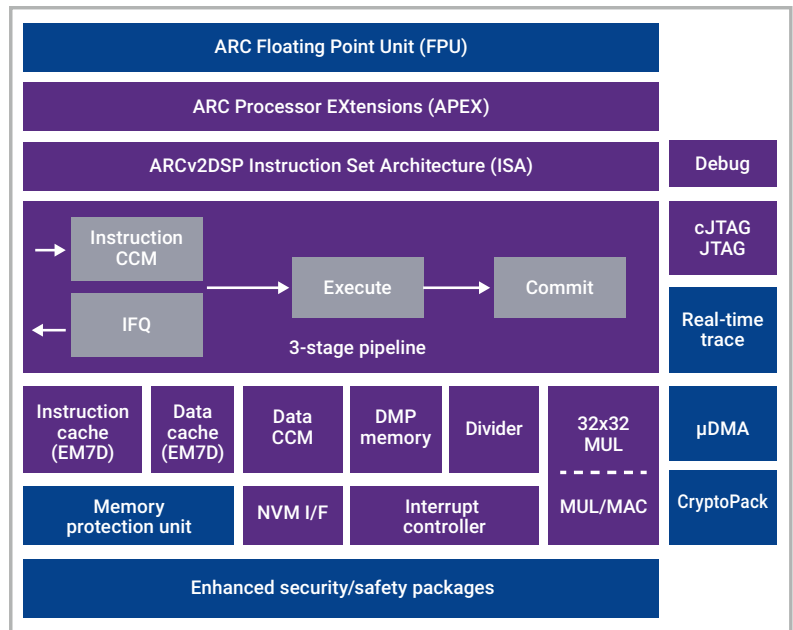 ARC Floating Point Unit (FPU)
ARC Processor EXtensions (APEX)
ARCv2DSP Instruction Set Architecture (ISA)
Debug
Instruction
CCM
IFQ
Execute
Commit
3-stage pipeline
cJTAG
JTAG
Real-time
trace
Instruction
cache
(EM7D)
Data
cache
(EM7D)
Data
CCM
DMP
memory
Divider
32x32
MUL
MUL/MAC
µDMA
Memory
protection unit
NVM I/F
Interrupt
controller
CryptoPack
Enhanced security/safety packages